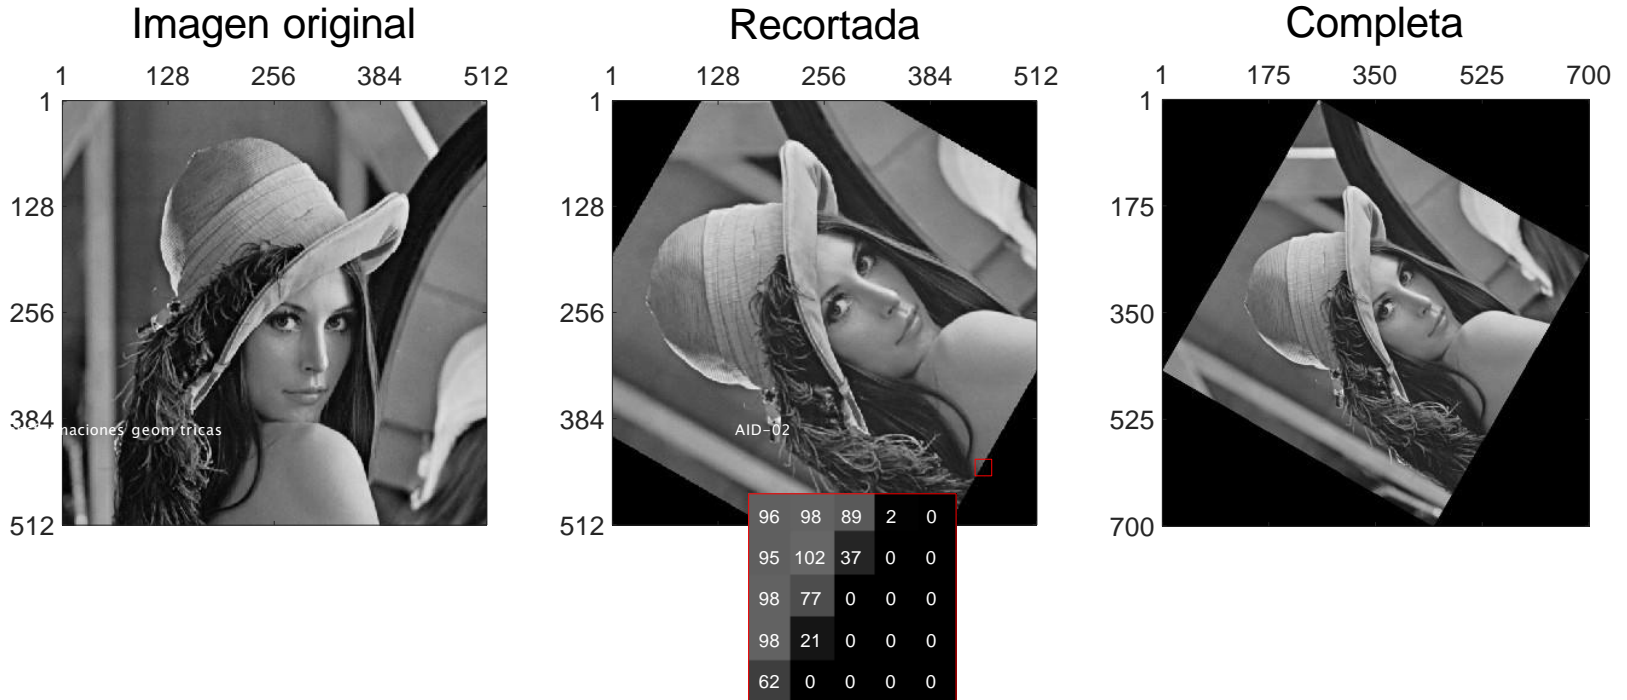 Imagen original
Recortada
Completa
1 128 256 384 512
1 128 256 384 512
1 175 350 525 700
1
128
256
384
512
1
128
256
384
512
1
175
350
525
700
naciones geom tricas
AID-02
96 98 89 2 0
95 102 37 0 0
98 77 0 0 0
98 21 0 0 0
62 0 0 0 0